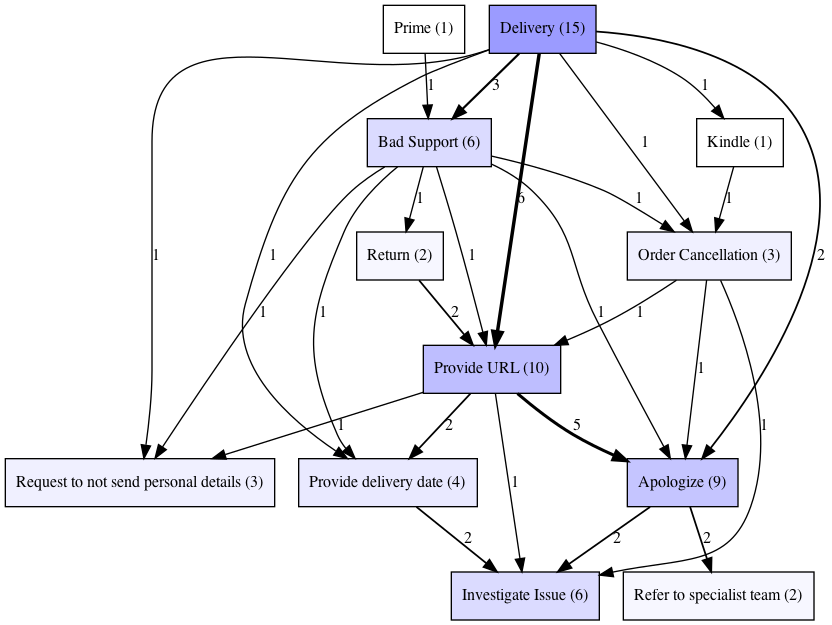 Prime (1)
Delivery (15)
1
3
1
Bad Support (6)
1
Kindle (1)
1
6
1
1
Return (2)
Order Cancellation (3)
1
1
1
2
1
1
2
1
1
Provide URL (10)
1
1
2
5
1
Request to not send personal details (3)
Provide delivery date (4)
1
Apologize (9)
2
2
2
Investigate Issue (6)
Refer to specialist team (2)